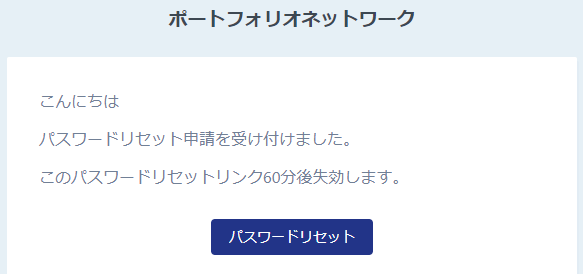 ポートフォリオネットワーク
こんにちは
パスワードリセット申請を受け付けました。
このパスワードリセットリンク60分後失効します。
パスワードリセット